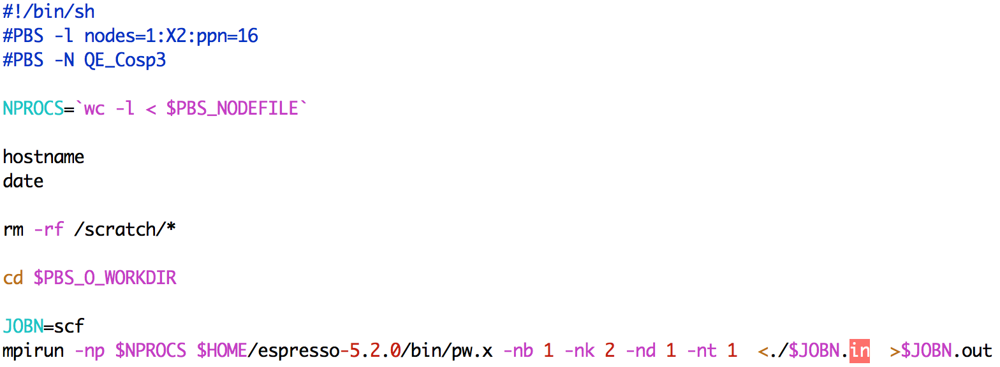 #!/bin/sh
#PBS -l nodes=1:X2:ppn=16
#PBS -N QE_Cosp3
NPROCS=`wc -l < $PBS_NODEFILE`
hostname
date
rm -rf /scratch/*
cd $PBS_O_WORKDIR
JOBN=scf
mpirun -np $NPROCS $HOME/espresso-5.2.0/bin/pw.x -nb 1 -nk 2 -nd 1 -nt 1  <./$JOBN.in  >$JOBN.out